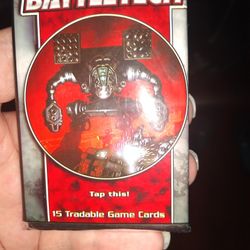 BATTLETECH
Tap this!
15 Tradable Game Cards